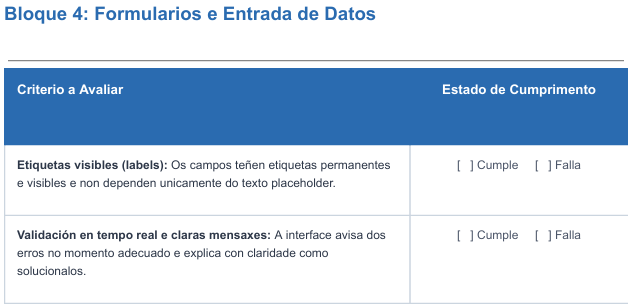 Bloque 4: Formularios e Entrada de Datos
Criterio a Avaliar
Estado de Cumprimento
Etiquetas visibles (labels): Os campos teñen etiquetas permanentes
e visibles e non dependen unicamente do texto placeholder.
[ ] Cumple [ ] Falla
Validación en tempo real e claras mensaxes: A interface avisa dos
erros no momento adecuado e explica con claridade como
solucionalos.
[ ] Cumple [ ] Falla